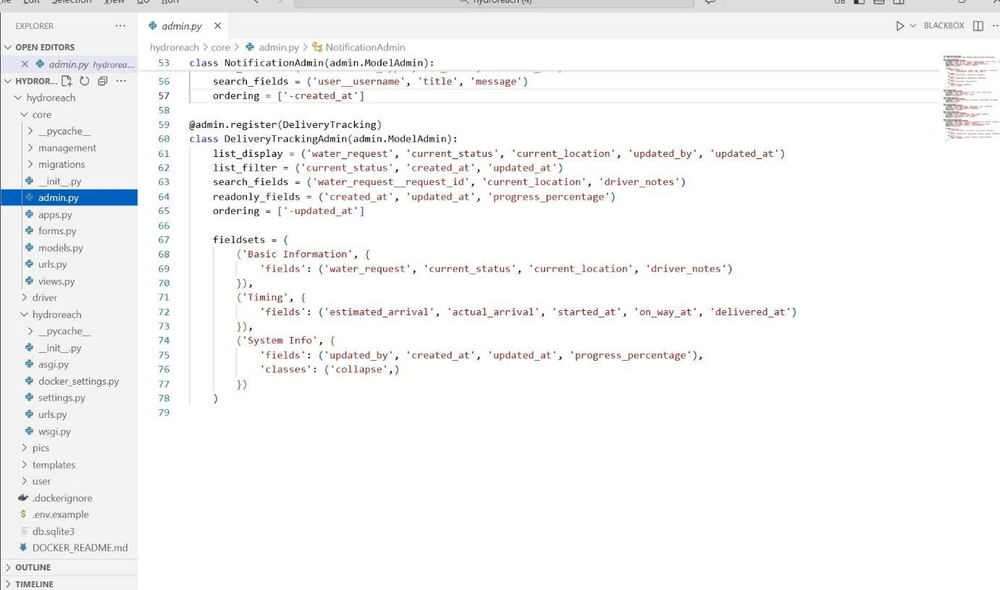 File Edit Selection View Go Run
hydroreach (4)
EXPLORER
OPEN EDITORS
admin.py hydrorea...
HYDROR...
hydroreach
core
__pycache__
management
migrations
__init__.py
admin.py
apps.py
forms.py
models.py
urls.py
views.py
driver
hydroreach
__pycache__
__init__.py
asgi.py
docker_settings.py
settings.py
urls.py
wsgi.py
pics
templates
user
.dockerignore
.env.example
db.sqlite3
DOCKER_README.md
OUTLINE
TIMELINE
admin.py
BLACKBOX
hydroreach > core > admin.py > NotificationAdmin
53 class NotificationAdmin(admin.ModelAdmin):
56 search_fields = ('user__username', 'title', 'message')
57 ordering = ['-created_at']
58
59 @admin.register(DeliveryTracking)
60 class DeliveryTrackingAdmin(admin.ModelAdmin):
61 list_display = ('water_request', 'current_status', 'current_location', 'updated_by', 'updated_at')
62 list_filter = ('current_status', 'created_at', 'updated_at')
63 search_fields = ('water_request__request_id', 'current_location', 'driver_notes')
64 readonly_fields = ('created_at', 'updated_at', 'progress_percentage')
65 ordering = ['-updated_at']
66
67 fieldsets = (
68 ('Basic Information', {
69 'fields': ('water_request', 'current_status', 'current_location', 'driver_notes')
70 }),
71 ('Timing', {
72 'fields': ('estimated_arrival', 'actual_arrival', 'started_at', 'on_way_at', 'delivered_at')
73 }),
74 ('System Info', {
75 'fields': ('updated_by', 'created_at', 'updated_at', 'progress_percentage'),
76 'classes': ('collapse',)
77 })
78 )
79